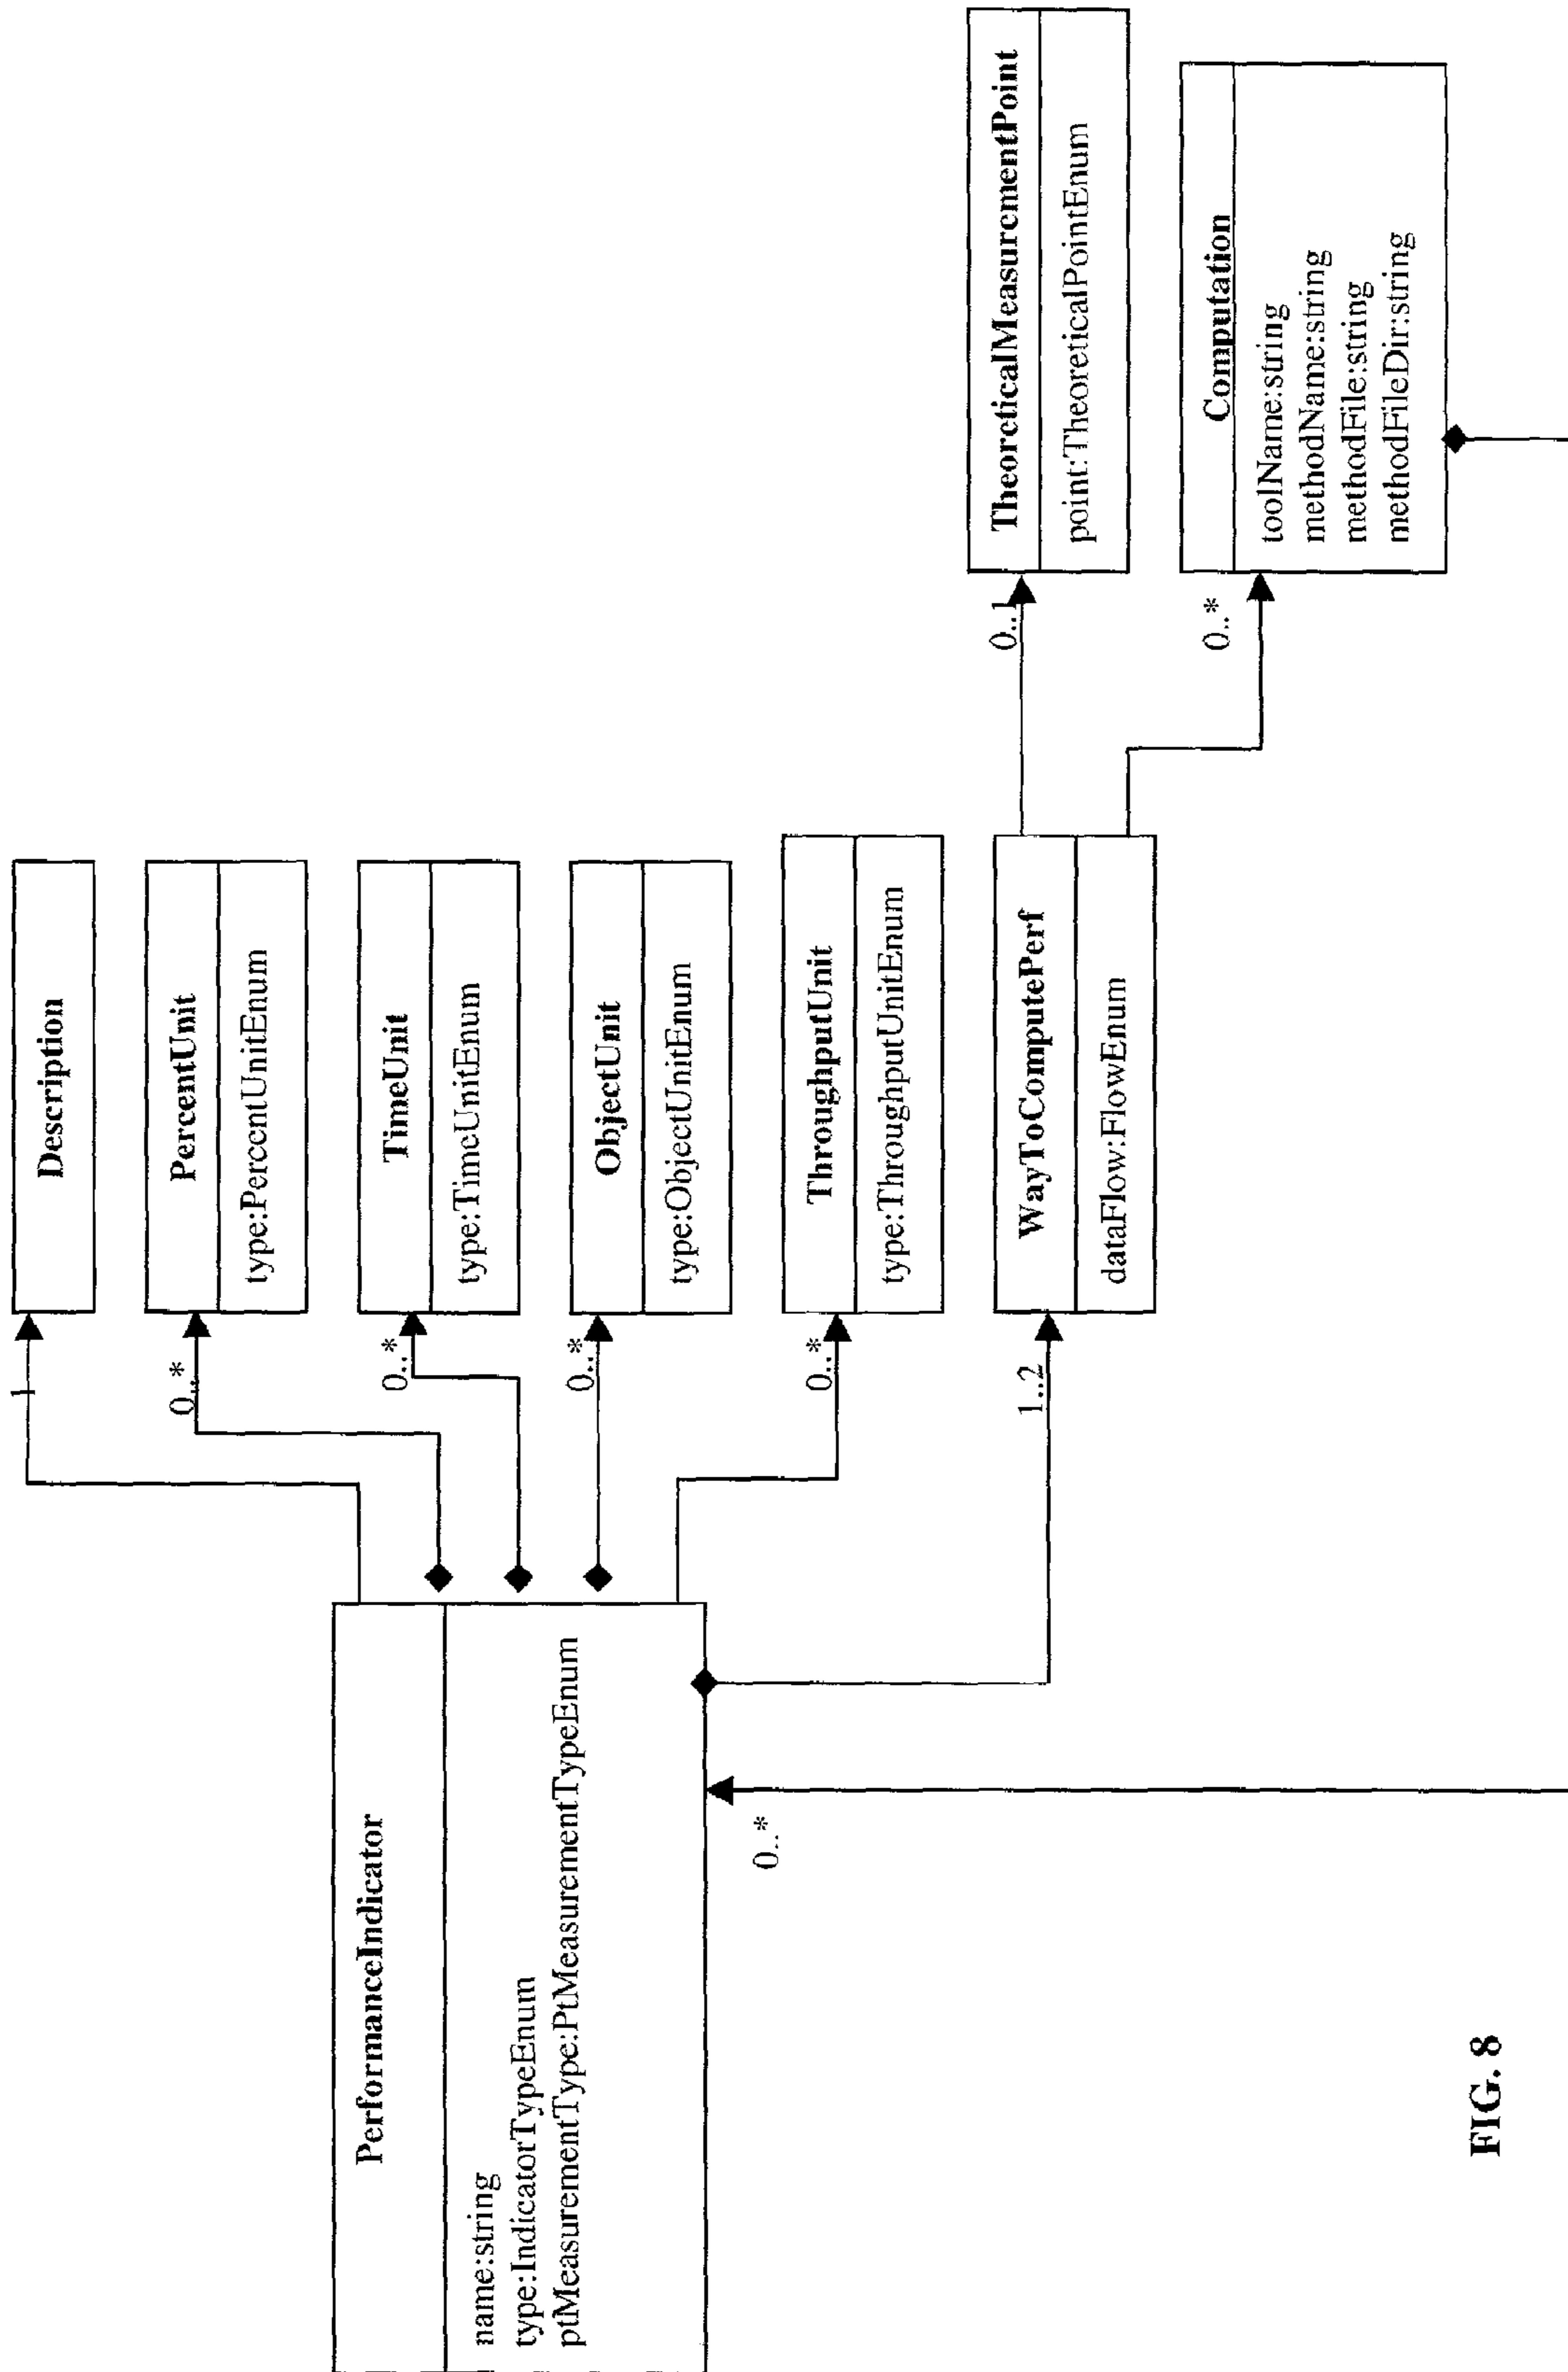 Description
1
PercentUnit
type:PercentUnitEnum
0..*
PerformanceIndicator
name:string
type:IndicatorTypeEnum
ptMeasurementType:PtMeasurementTypeEnum
TimeUnit
type:TimeUnitEnum
0..*
ObjectUnit
type:ObjectUnitEnum
0..*
ThroughputUnit
type:ThroughputUnitEnum
0..*
0..*
WayToComputePerf
dataFlow:FlowEnum
1..2
TheoreticalMeasurementPoint
point:TheoreticalPointEnum
0..1
Computation
toolName:string
methodName:string
methodFile:string
methodFileDir:string
0..*
FIG. 8